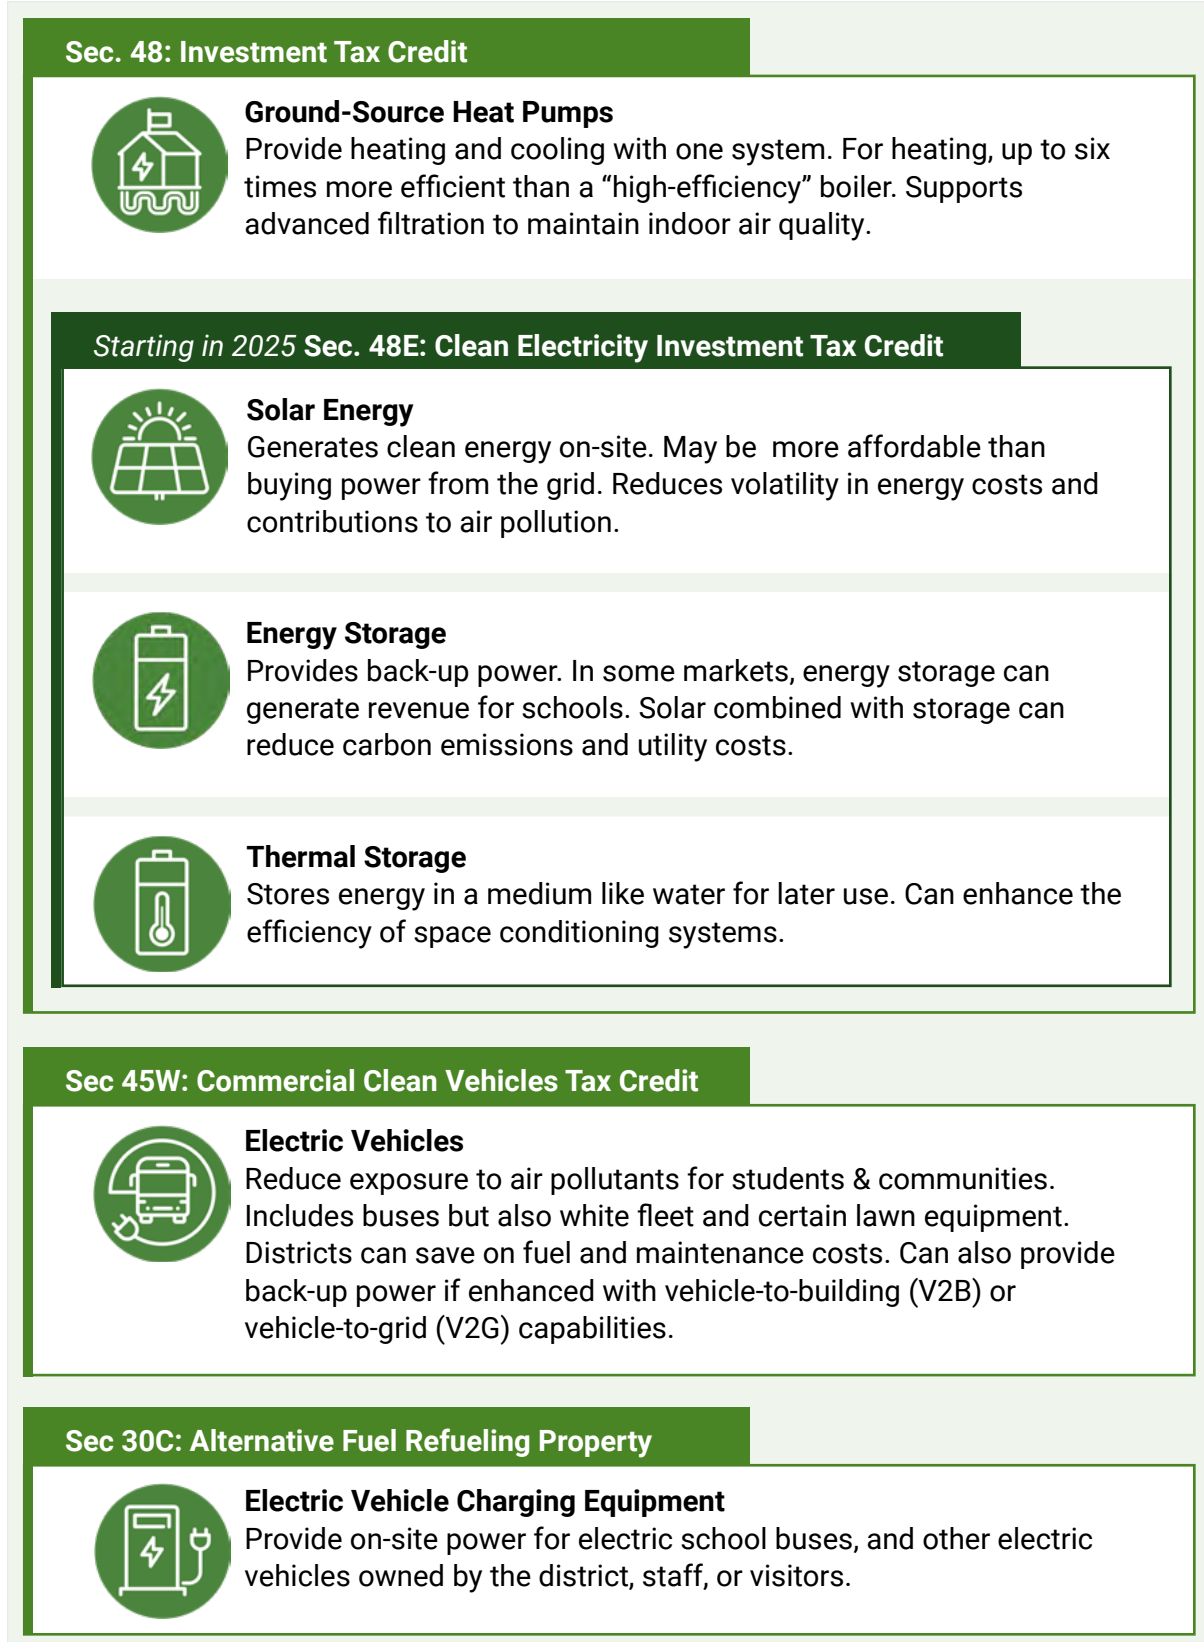 Sec. 48: Investment Tax Credit
Ground-Source Heat Pumps
Provide heating and cooling with one system. For heating, up to six
times more efficient than a “high-efficiency” boiler. Supports
advanced filtration to maintain indoor air quality.
Starting in 2025 Sec. 48E: Clean Electricity Investment Tax Credit
Solar Energy
Generates clean energy on-site. May be  more affordable than
buying power from the grid. Reduces volatility in energy costs and
contributions to air pollution.
Energy Storage
Provides back-up power. In some markets, energy storage can
generate revenue for schools. Solar combined with storage can
reduce carbon emissions and utility costs.
Thermal Storage
Stores energy in a medium like water for later use. Can enhance the
efficiency of space conditioning systems.
Sec 45W: Commercial Clean Vehicles Tax Credit
Electric Vehicles
Reduce exposure to air pollutants for students & communities.
Includes buses but also white fleet and certain lawn equipment.
Districts can save on fuel and maintenance costs. Can also provide
back-up power if enhanced with vehicle-to-building (V2B) or
vehicle-to-grid (V2G) capabilities.
Sec 30C: Alternative Fuel Refueling Property
Electric Vehicle Charging Equipment
Provide on-site power for electric school buses, and other electric
vehicles owned by the district, staff, or visitors.